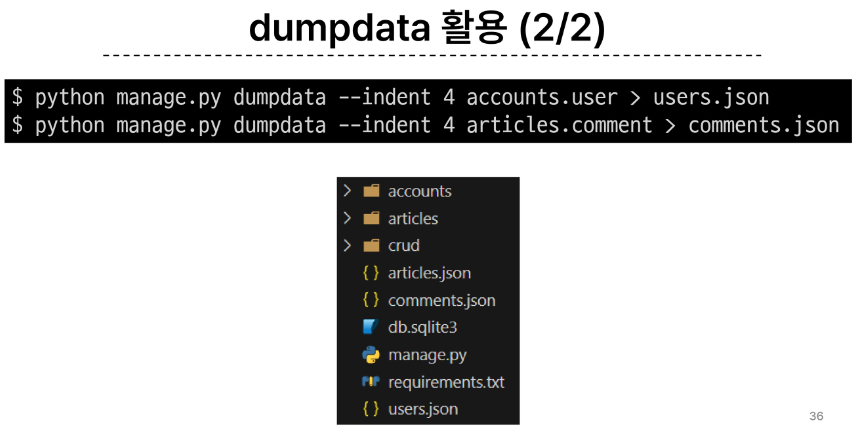 dumpdata 활용 (2/2)
$ python manage.py dumpdata --indent 4 accounts.user > users.json
$ python manage.py dumpdata --indent 4 articles.comment > comments.json
accounts
articles
crud
articles.json
comments.json
db.sqlite3
manage.py
requirements.txt
users.json
36